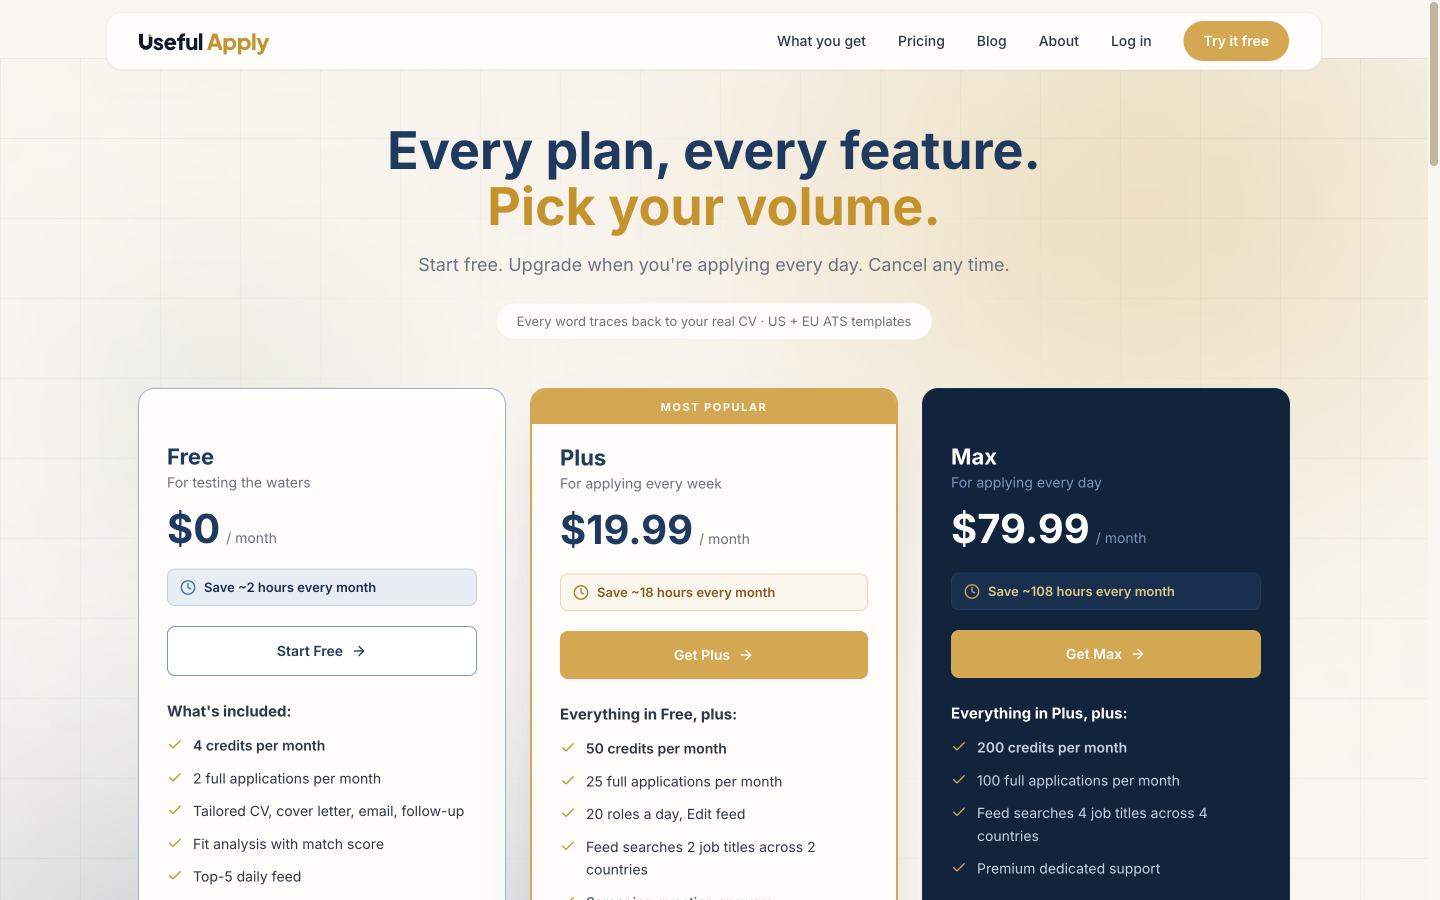 Useful Apply
What you get
Pricing
Blog
About
Log in
Try it free
Every plan, every feature.
Pick your volume.
Start free. Upgrade when you're applying every day. Cancel any time.
Every word traces back to your real CV · US + EU ATS templates
Free
For testing the waters
$0 / month
Save ~2 hours every month
Start Free →
What's included:
4 credits per month
2 full applications per month
Tailored CV, cover letter, email, follow-up
Fit analysis with match score
Top-5 daily feed
MOST POPULAR
Plus
For applying every week
$19.99 / month
Save ~18 hours every month
Get Plus →
Everything in Free, plus:
50 credits per month
25 full applications per month
20 roles a day, Edit feed
Feed searches 2 job titles across 2
countries
Max
For applying every day
$79.99 / month
Save ~108 hours every month
Get Max →
Everything in Plus, plus:
200 credits per month
100 full applications per month
Feed searches 4 job titles across 4
countries
Premium dedicated support